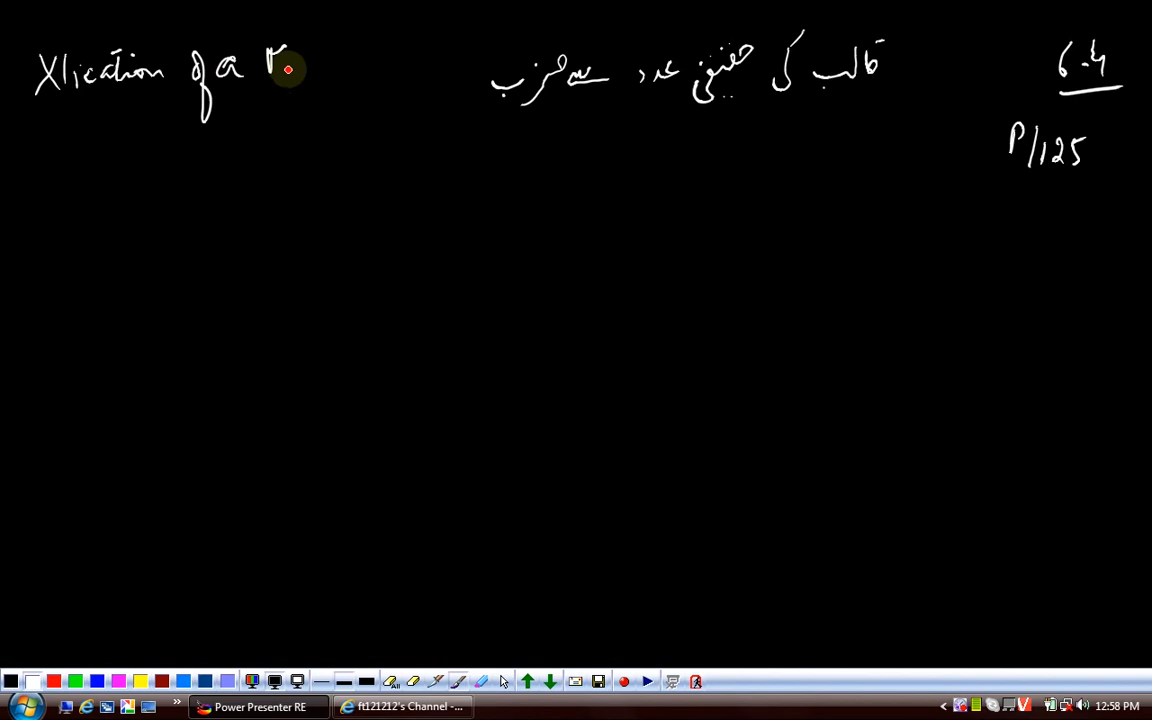 Xlication of a
قالب کی حقیقی عدد سے ضرب
6.4
P/125
Power Presenter RE
ft121212's Channel -...
12:58 PM